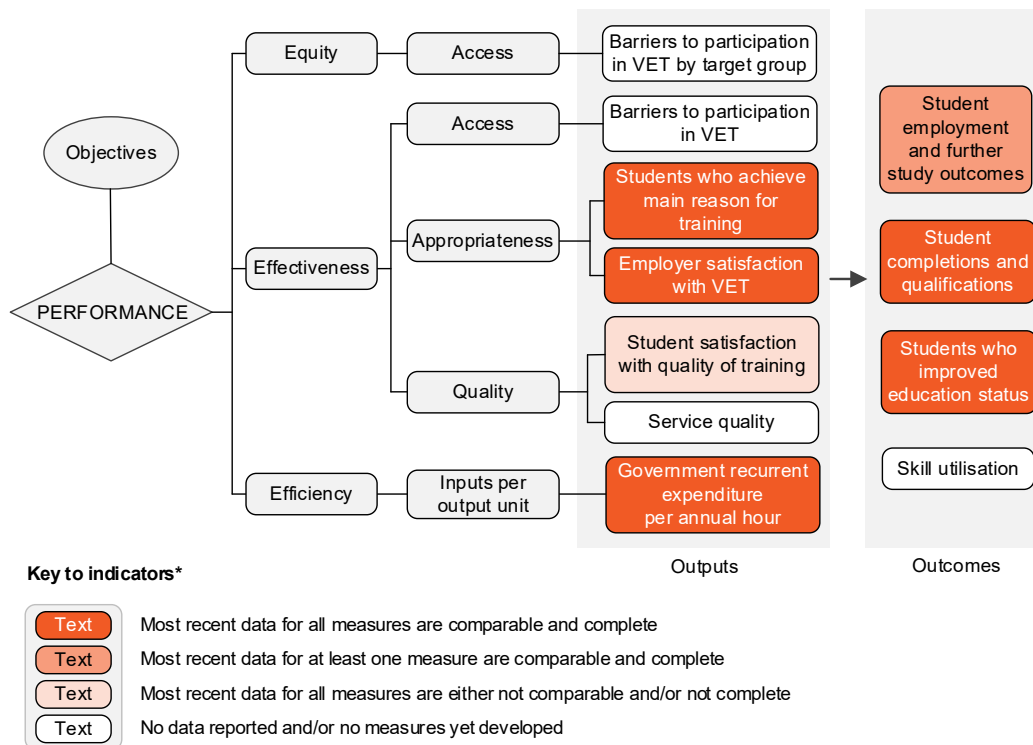 Objectives
PERFORMANCE
Equity
Access
Barriers to participation
in VET by target group
Effectiveness
Access
Barriers to participation
in VET
Appropriateness
Students who achieve
main reason for
training
Employer satisfaction
with VET
Quality
Student satisfaction
with quality of training
Service quality
Efficiency
Inputs per
output unit
Government recurrent
expenditure
per annual hour
Outputs
Student
employment
and further
study outcomes
Student
completions and
qualifications
Students who
improved
education status
Skill utilisation
Outcomes
Key to indicators*
Text
Most recent data for all measures are comparable and complete
Text
Most recent data for at least one measure are comparable and complete
Text
Most recent data for all measures are either not comparable and/or not complete
Text
No data reported and/or no measures yet developed